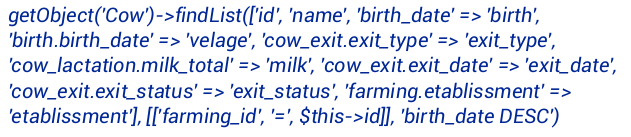 getObject('Cow')->findList(['id', 'name', 'birth_date' => 'birth',
'birth.birth_date' => 'velage', 'cow_exit.exit_type' => 'exit_type',
'cow_lactation.milk_total' => 'milk', 'cow_exit.exit_date' => 'exit_date',
'cow_exit.exit_status' => 'exit_status', 'farming.etablissment' =>
'etablissment'], [['farming_id', '=', $this->id]], 'birth_date DESC')